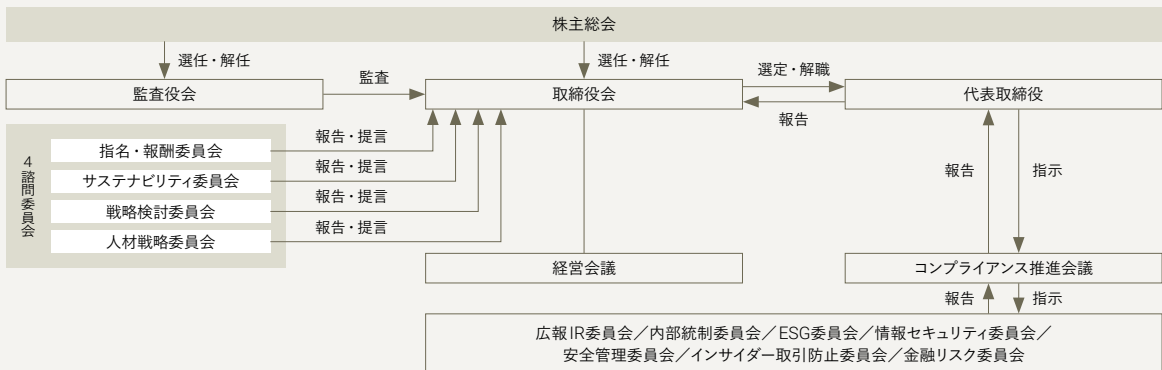 株主総会
選任・解任
選任・解任
監査役会
監査
取締役会
選定・解職
報告
代表取締役
4諮問委員会
指名・報酬委員会
報告・提言
サステナビリティ委員会
報告・提言
戦略検討委員会
報告・提言
人材戦略委員会
報告・提言
報告
指示
経営会議
コンプライアンス推進会議
報告
指示
広報IR委員会／内部統制委員会／ESG委員会／情報セキュリティ委員会／
安全管理委員会／インサイダー取引防止委員会／金融リスク委員会